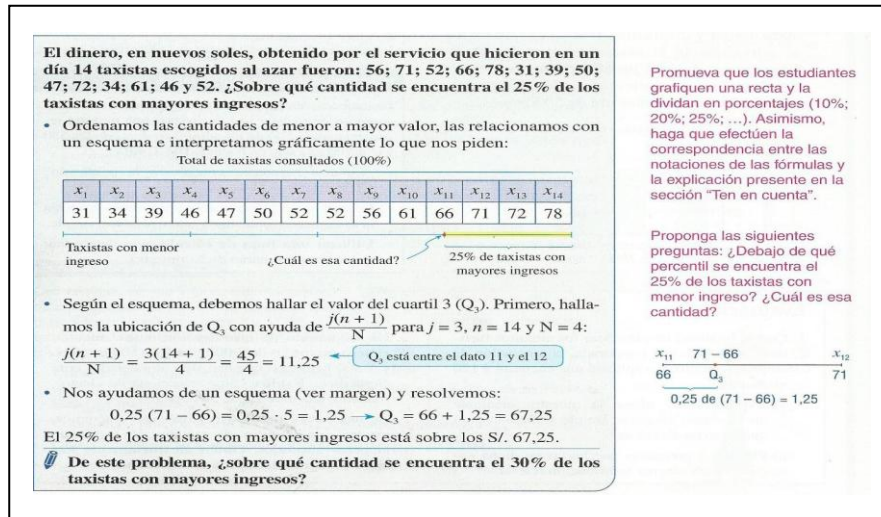 El dinero, en nuevos soles, obtenido por el servicio que hicieron en un
día 14 taxistas escogidos al azar fueron: 56; 71; 52; 66; 78; 31; 39; 50;
47; 72; 34; 61; 46 y 52. ¿Sobre qué cantidad se encuentra el 25% de los
taxistas con mayores ingresos?
• Ordenamos las cantidades de menor a mayor valor, las relacionamos con
un esquema e interpretamos gráficamente lo que nos piden:
Total de taxistas consultados (100%)
x₁ x₂ x₃ x₄ x₅ x₆ x₇ x₈ x₉ x₁₀ x₁₁ x₁₂ x₁₃ x₁₄
31 34 39 46 47 50 52 52 56 61 66 71 72 78
Taxistas con menor
ingreso
¿Cuál es esa cantidad?
25% de taxistas con
mayores ingresos
• Según el esquema, debemos hallar el valor del cuartil 3 (Q₃). Primero, halla-
mos la ubicación de Q₃ con ayuda de j(n + 1)/N para j = 3, n = 14 y N = 4:
j(n + 1)/N = 3(14 + 1)/4 = 45/4 = 11,25
Q₃ está entre el dato 11 y el 12
• Nos ayudamos de un esquema (ver margen) y resolvemos:
0,25 (71 – 66) = 0,25 · 5 = 1,25 → Q₃ = 66 + 1,25 = 67,25
El 25% de los taxistas con mayores ingresos está sobre los S/. 67,25.
De este problema, ¿sobre qué cantidad se encuentra el 30% de los
taxistas con mayores ingresos?
Promueva que los estudiantes
grafiquen una recta y la
dividan en porcentajes (10%;
20%; 25%; ...). Asimismo,
haga que efectúen la
correspondencia entre las
notaciones de las fórmulas y
la explicación presente en la
sección “Ten en cuenta”.
Proponga las siguientes
preguntas: ¿Debajo de qué
percentil se encuentra el
25% de los taxistas con
menor ingreso? ¿Cuál es esa
cantidad?
x₁₁ 71 – 66 x₁₂
66 Q₃ 71
0,25 de (71 – 66) = 1,25